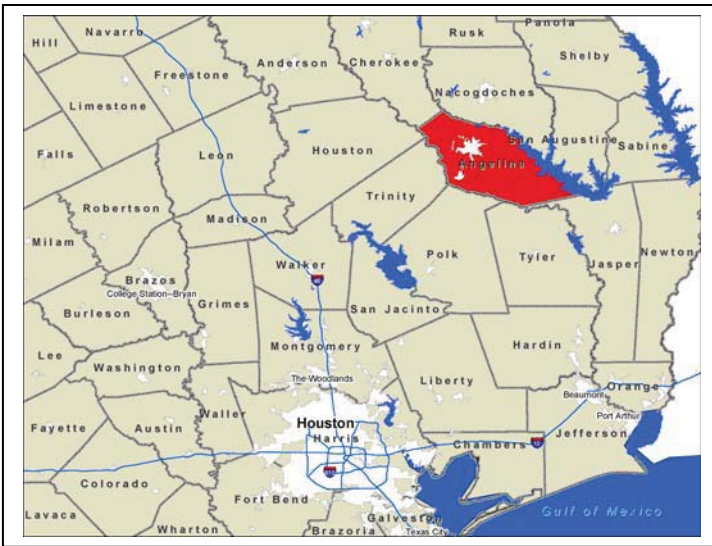 Navarro
Panola
Hill
Rusk
Shelby
Anderson
Cherokee
Freestone
Nacogdoches
Limestone
San Augustine
Houston
Sabine
Falls
Leon
Angelina
Trinity
Robertson
Madison
Milam
Polk
Tyler
Newton
Walker
Jasper
Brazos
45
College Station--Bryan
Grimes
San Jacinto
Burleson
Montgomery
Hardin
Lee
Washington
The Woodlands
Liberty
Orange
Beaumont
Waller
Port Arthur
Fayette
Austin
Houston
Harris
Jefferson
Chambers
10
610
Colorado
Fort Bend
Gulf of Mexico
Lavaca
Galveston
Wharton
Brazoria
Texas City